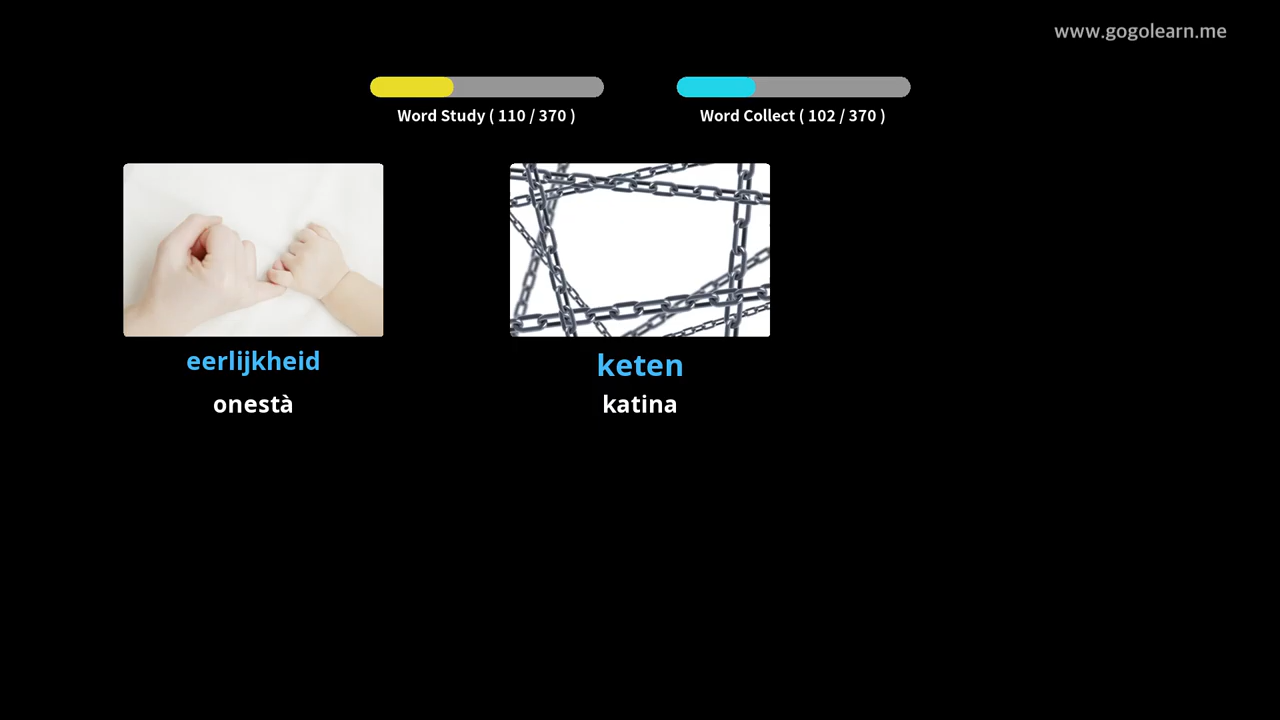 www.gogolearn.me
Word Study ( 110 / 370 )
Word Collect ( 102 / 370 )
eerlijkheid
onestà
keten
katina